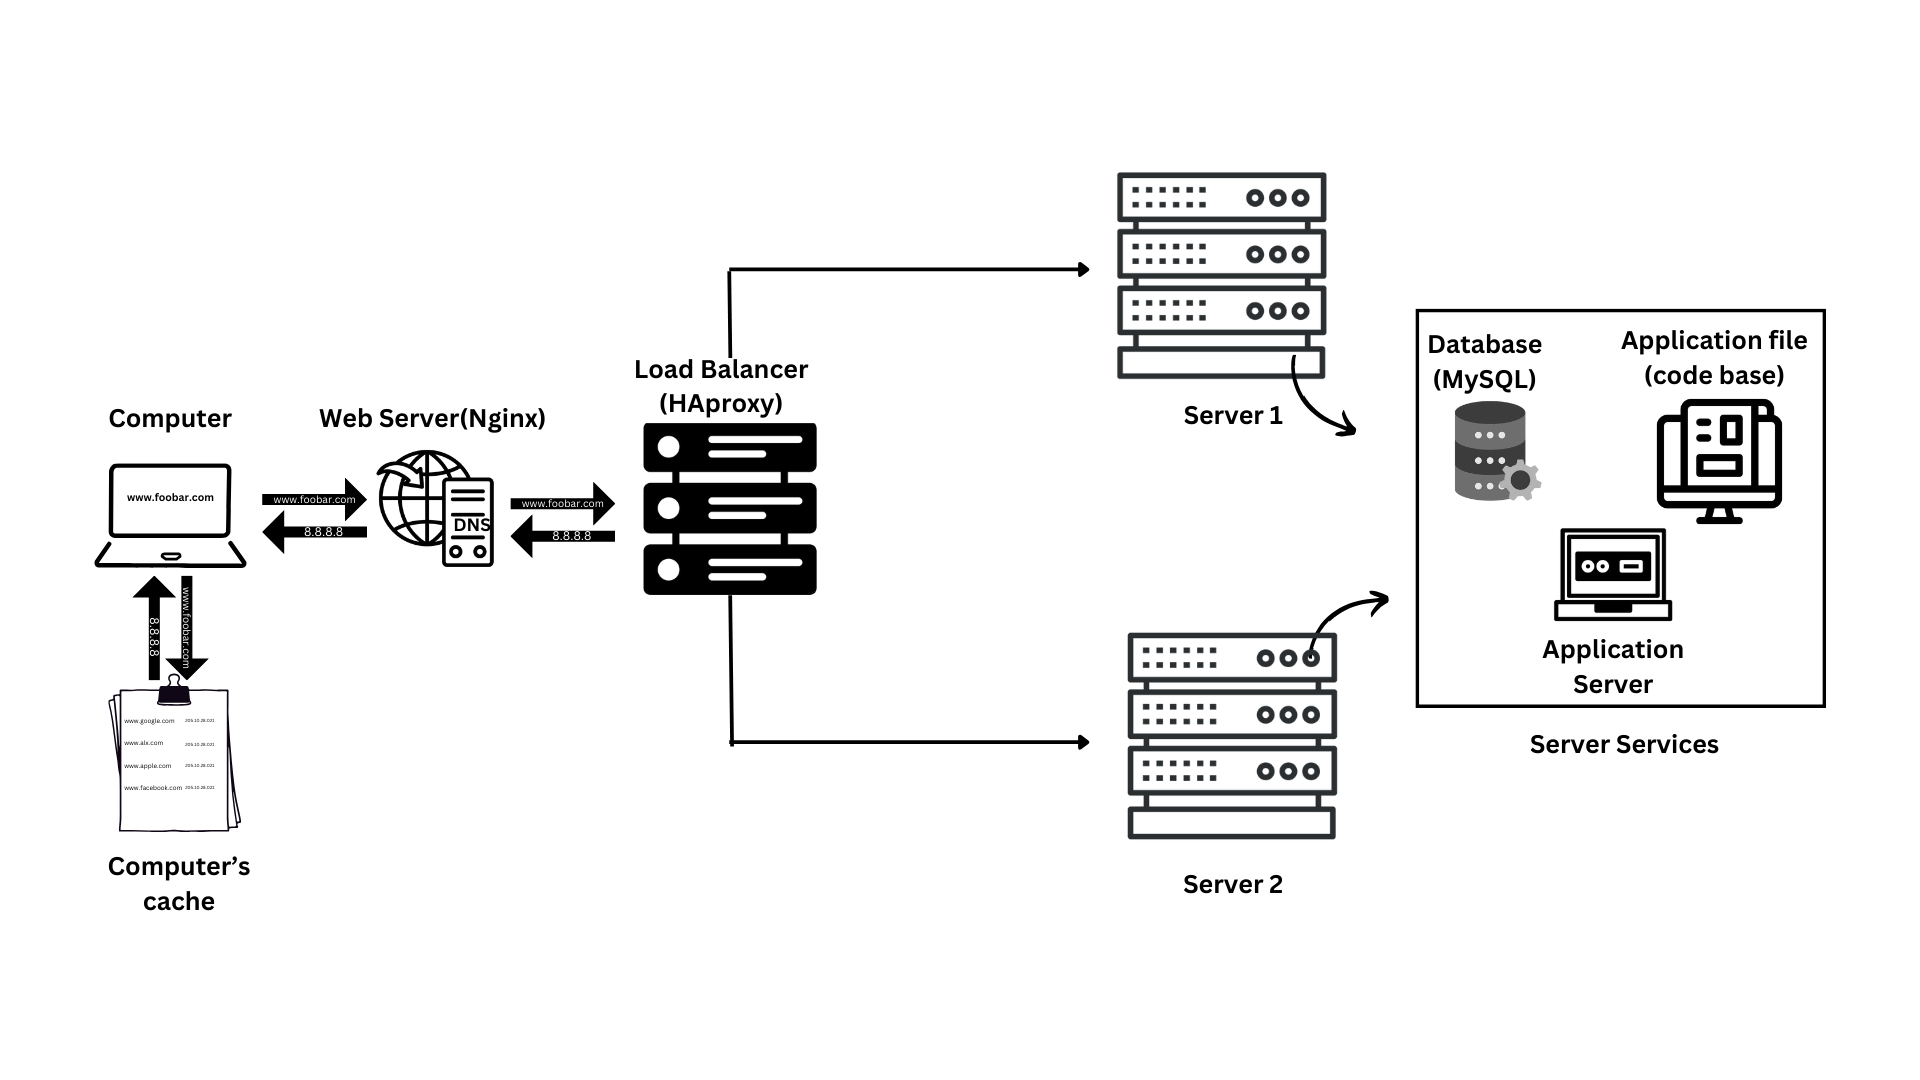 Computer
www.foobar.com
www.foobar.com
8.8.8.8
8.8.8.8
www.foobar.com
www.google.com 205.10.28.021
www.alx.com 205.10.28.021
www.apple.com 205.10.28.021
www.facebook.com 205.10.28.021
Computer’s
cache
Web Server(Nginx)
DNS
www.foobar.com
8.8.8.8
Load Balancer
(HAproxy)
Server 1
Server 2
Database
(MySQL)
Application file
(code base)
Application
Server
Server Services